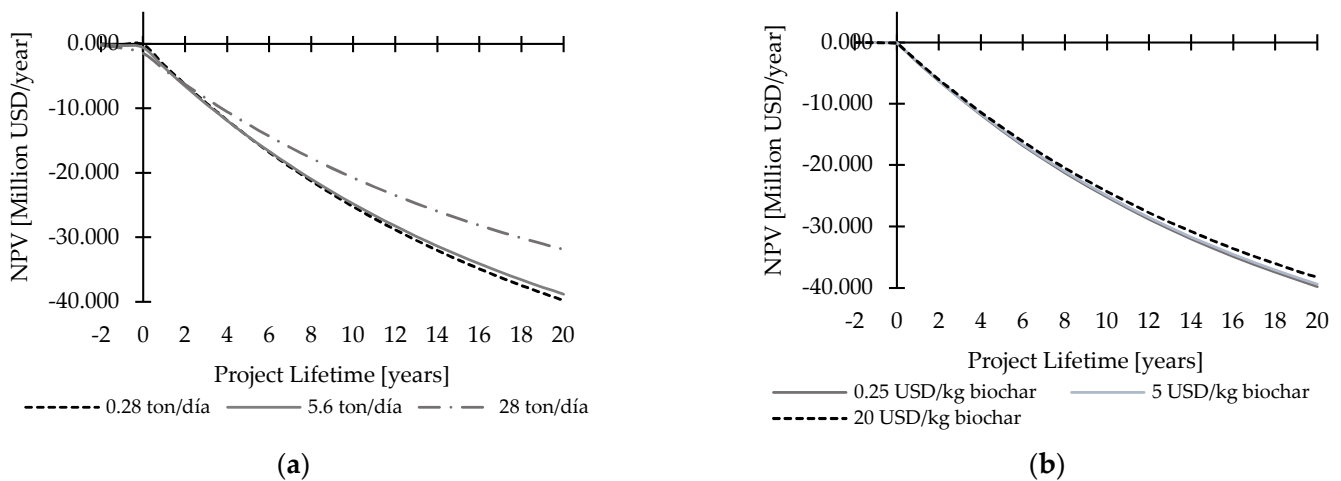 0.000
-10.000
-20.000
-30.000
-40.000
-2 0 2 4 6 8 10 12 14 16 18 20
NPV [Million USD/year]
Project Lifetime [years]
0.28 ton/día 5.6 ton/día 28 ton/día
(a)
0.000
-10.000
-20.000
-30.000
-40.000
-2 0 2 4 6 8 10 12 14 16 18 20
NPV [Million USD/year]
Project Lifetime [years]
0.25 USD/kg biochar 5 USD/kg biochar
20 USD/kg biochar
(b)